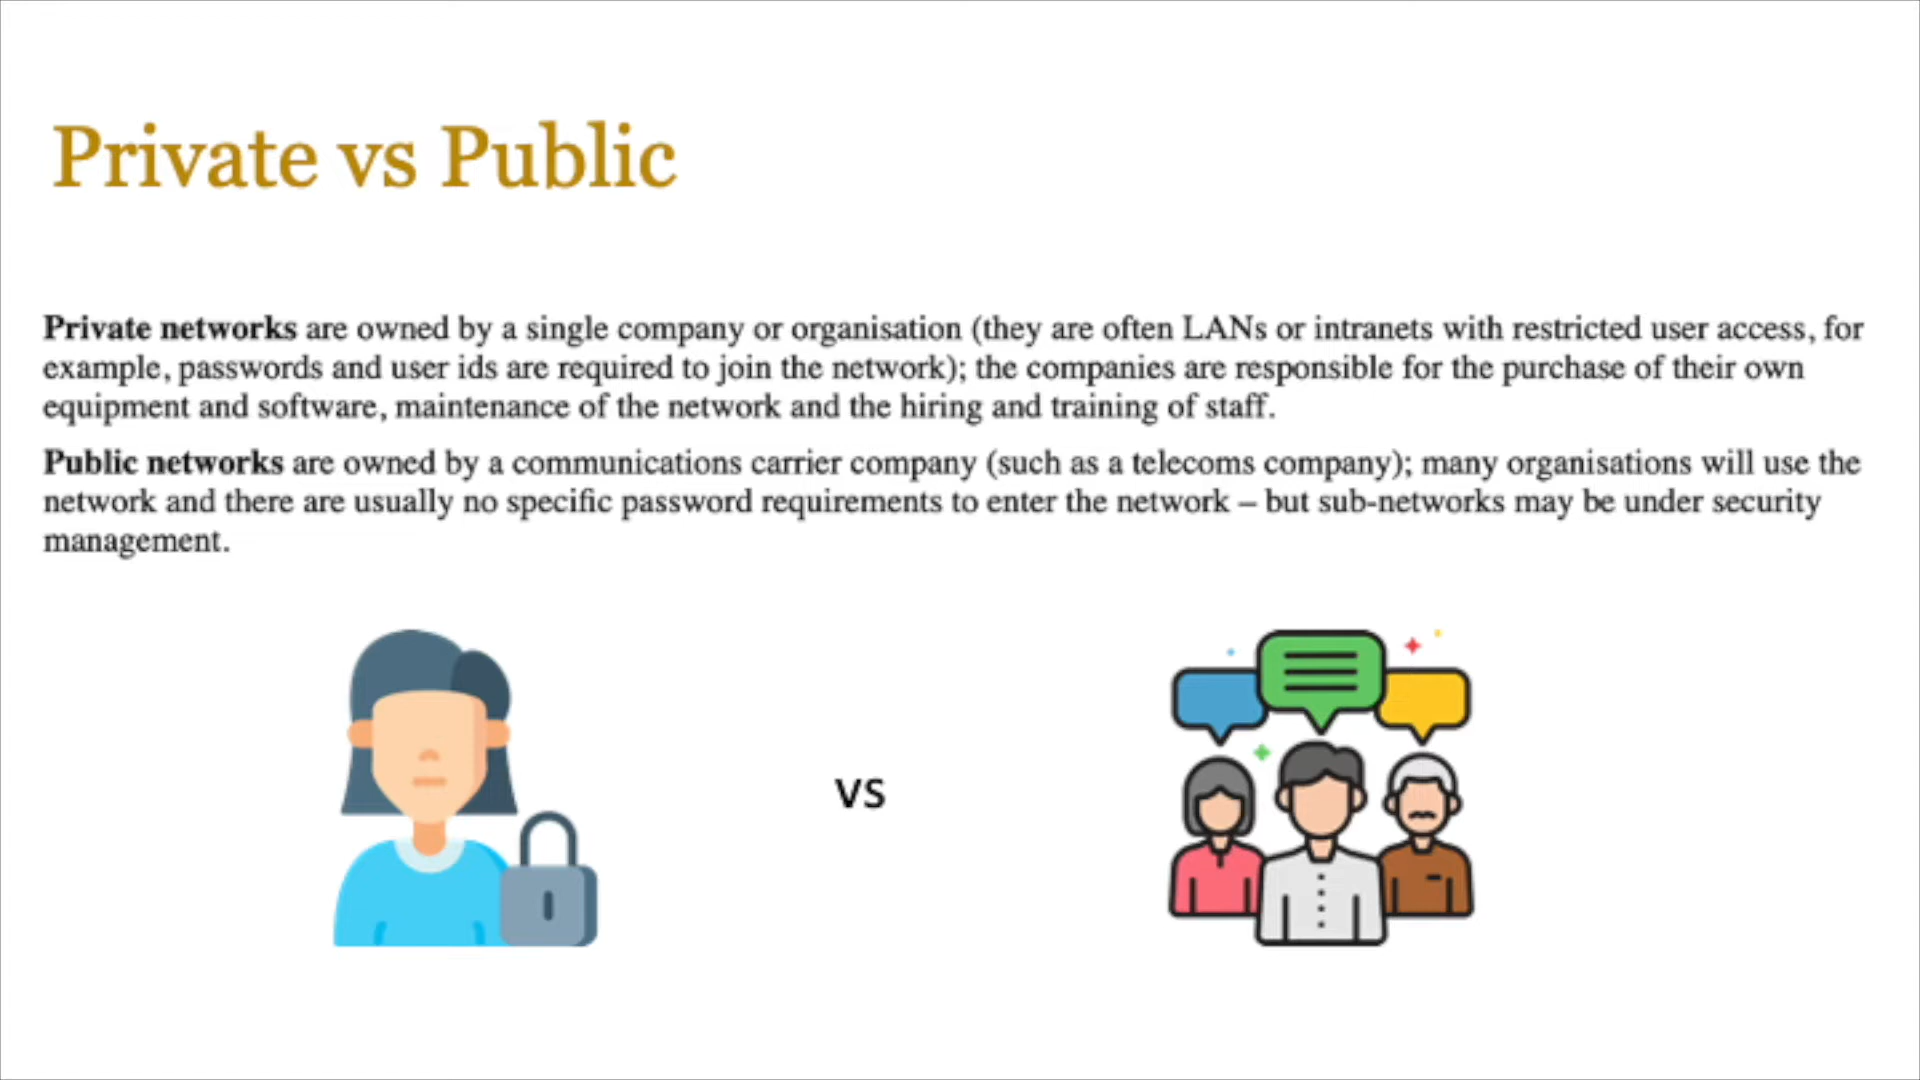 Private vs Public
Private networks are owned by a single company or organisation (they are often LANs or intranets with restricted user access, for
example, passwords and user ids are required to join the network); the companies are responsible for the purchase of their own
equipment and software, maintenance of the network and the hiring and training of staff.
Public networks are owned by a communications carrier company (such as a telecoms company); many organisations will use the
network and there are usually no specific password requirements to enter the network – but sub-networks may be under security
management.
vs